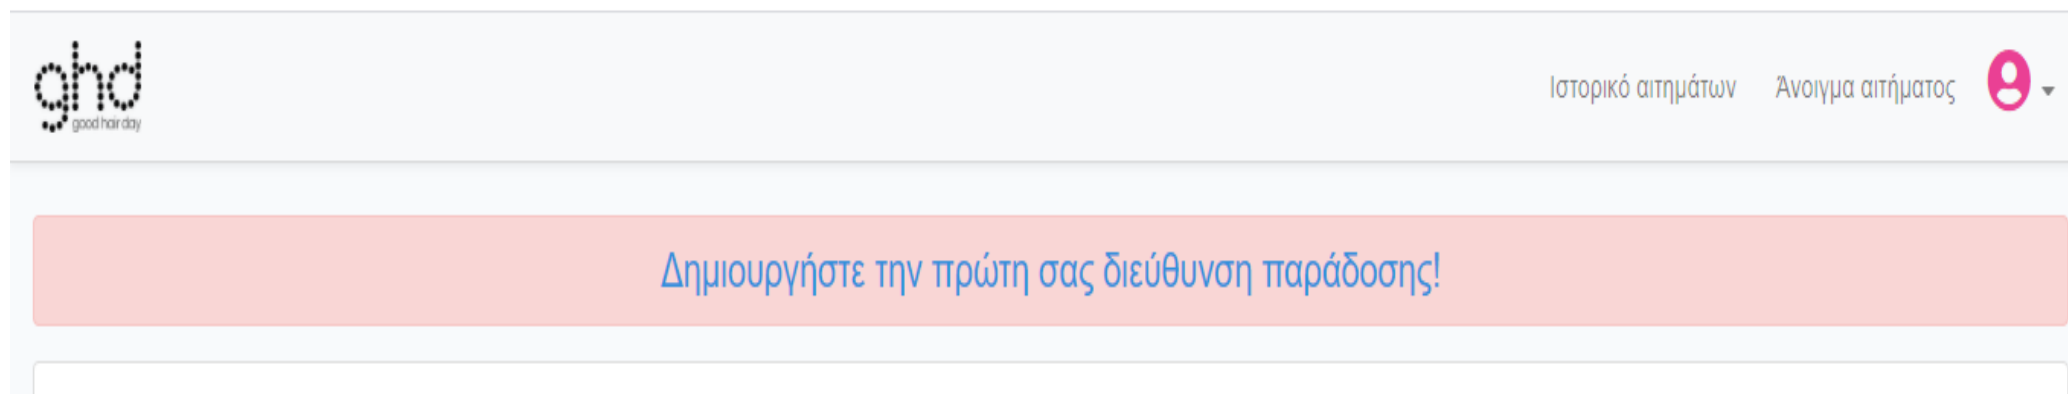 ghd
good hair day
Ιστορικό αιτημάτων Άνοιγμα αιτήματος
Δημιουργήστε την πρώτη σας διεύθυνση παράδοσης!